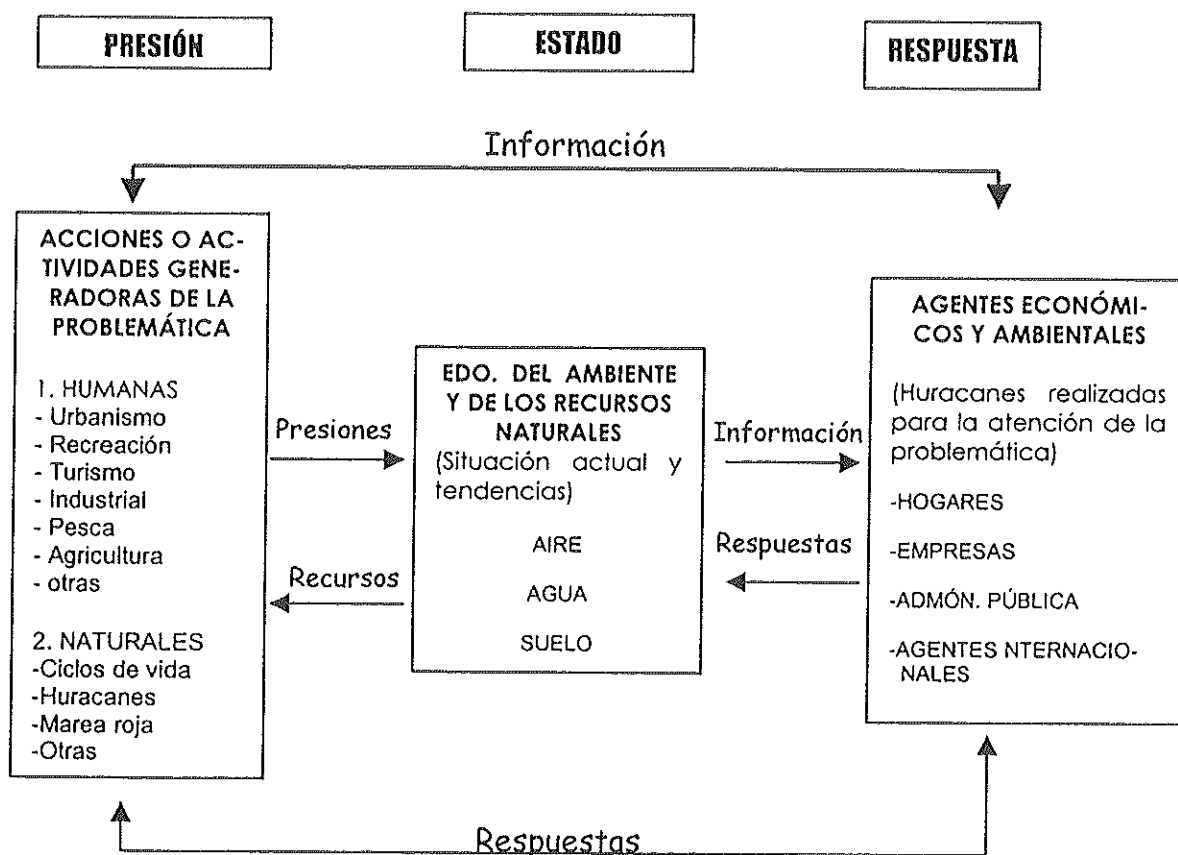 PRESIÓN
ESTADO
RESPUESTA
Información
ACCIONES O AC-
TIVIDADES GENE-
RADORAS DE LA
PROBLEMÁTICA
1. HUMANAS
- Urbanismo
- Recreación
- Turismo
- Industrial
- Pesca
- Agricultura
- otras
2. NATURALES
-Ciclos de vida
-Huracanes
-Marea roja
-Otras
Presiones
Recursos
EDO. DEL AMBIENTE
Y DE LOS RECURSOS
NATURALES
(Situación actual y
tendencias)
AIRE
AGUA
SUELO
Información
Respuestas
AGENTES ECONÓMI-
COS Y AMBIENTALES
(Huracanes realizadas
para la atención de la
problemática)
-HOGARES
-EMPRESAS
-ADMÓN. PÚBLICA
-AGENTES NTERNACIO-
NALES
Respuestas